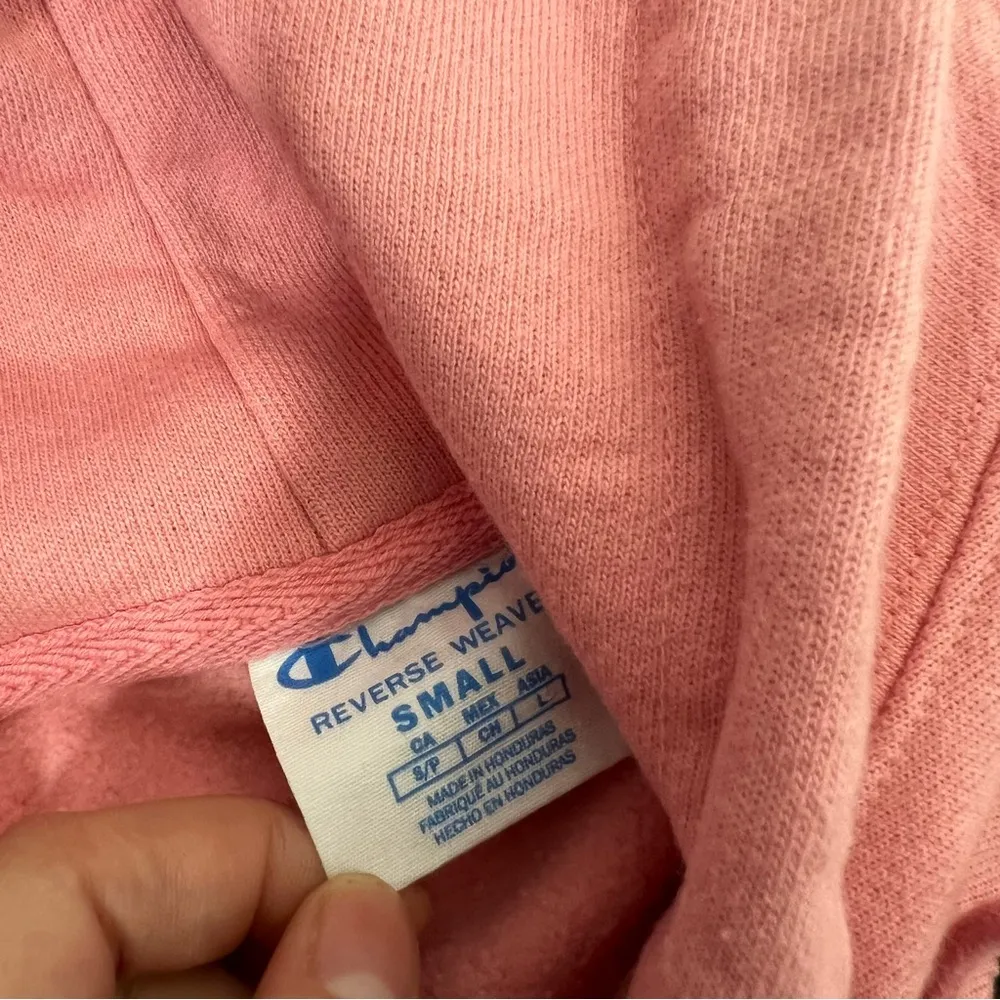 Champion
REVERSE WEAVE
SMALL
CA MEX ASIA
S/P CH L
MADE IN HONDURAS
FABRIQUÉ AU HONDURAS
HECHO EN HONDURAS